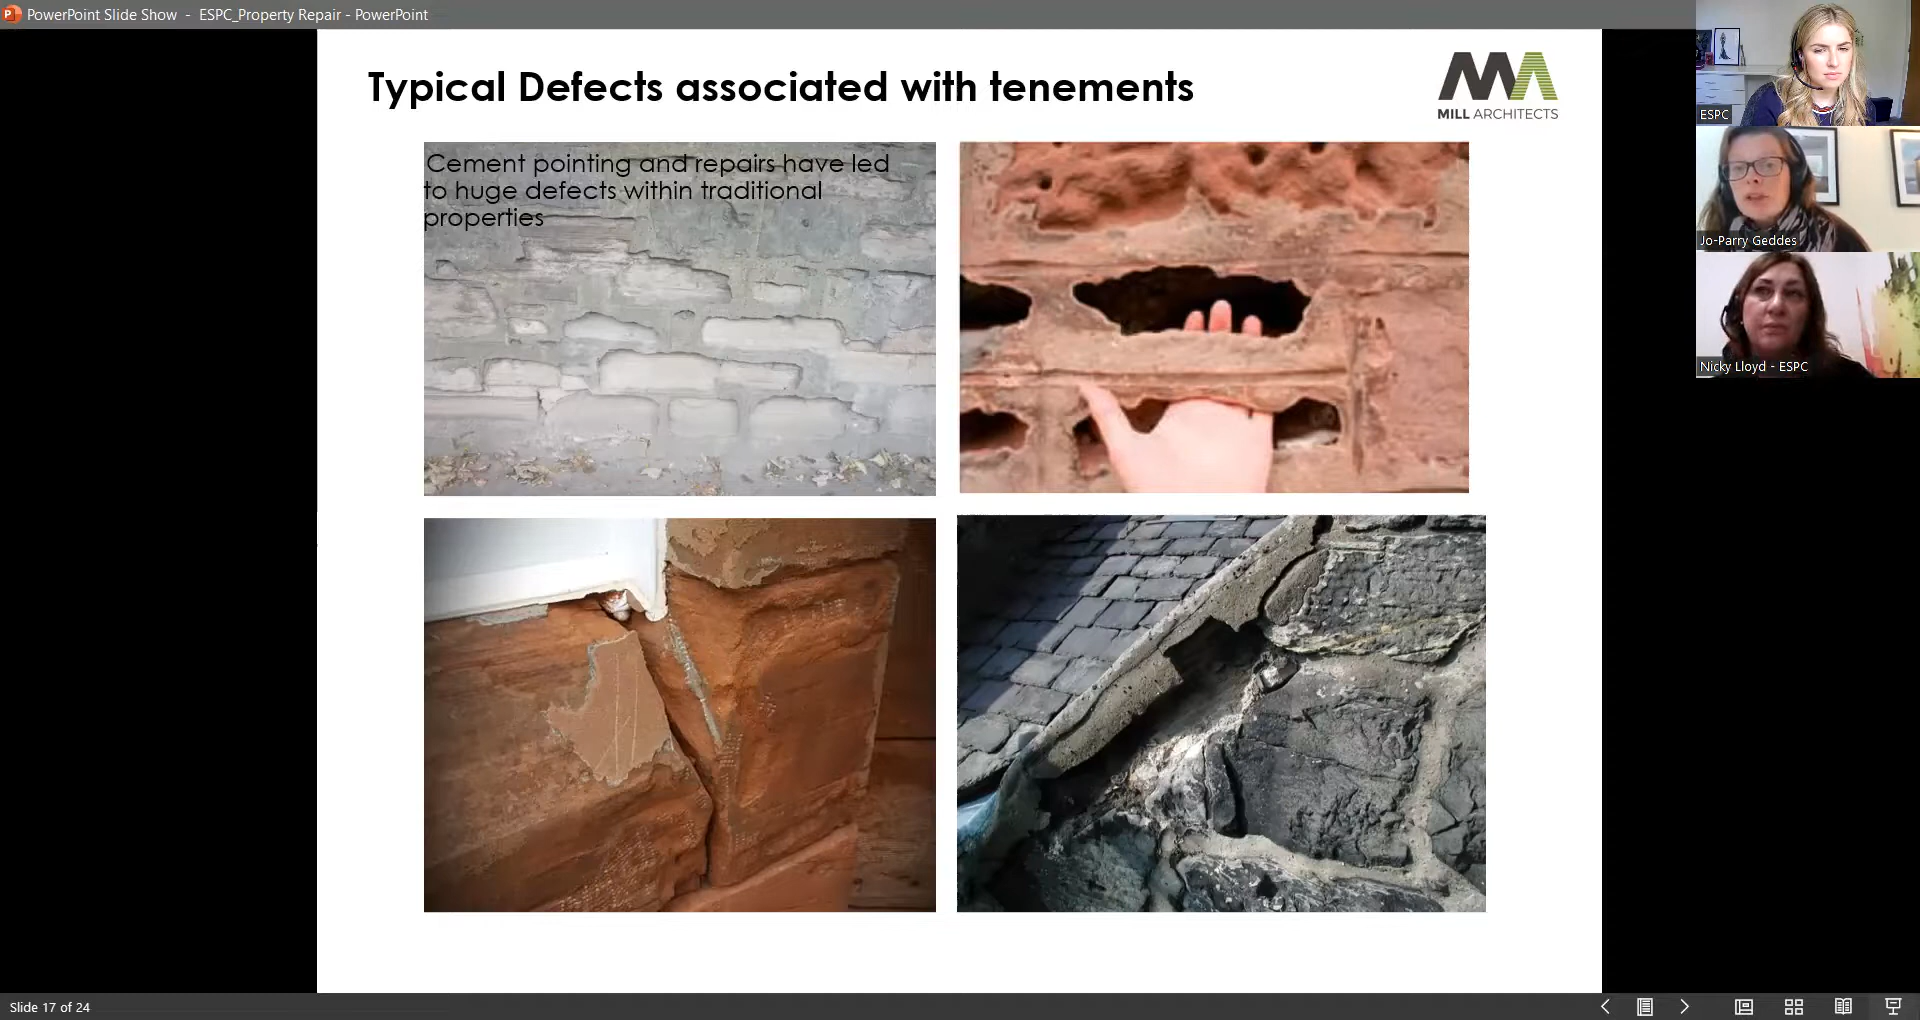 PowerPoint Slide Show - ESPC_Property Repair - PowerPoint
Typical Defects associated with tenements
MILL ARCHITECTS
Cement pointing and repairs have led
to huge defects within traditional
properties
ESPC
Jo-Parry Geddes
Nicky Lloyd - ESPC
Slide 17 of 24